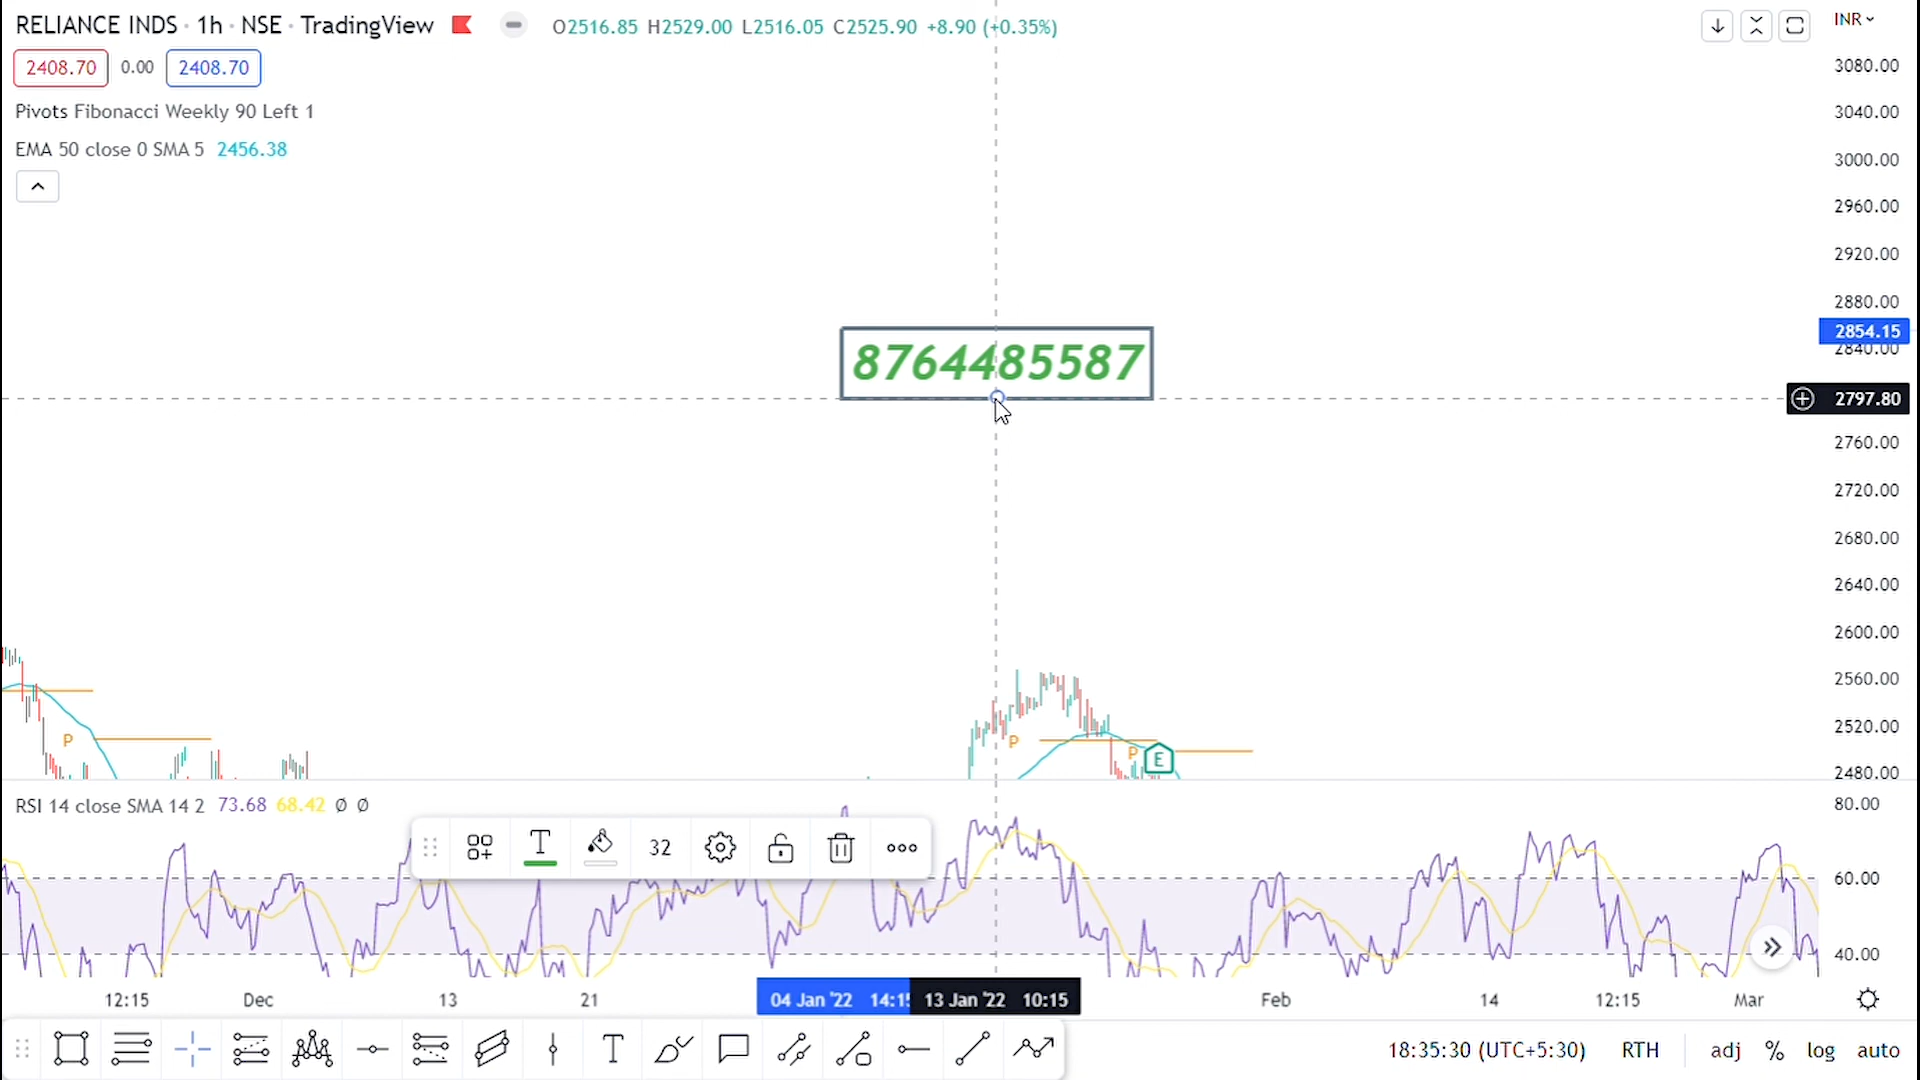 RELIANCE INDS · 1h · NSE · TradingView O2516.85 H2529.00 L2516.05 C2525.90 +8.90 (+0.35%) INR
2408.70 0.00 2408.70
Pivots Fibonacci Weekly 90 Left 1
EMA 50 close 0 SMA 5 2456.38
3080.00
3040.00
3000.00
2960.00
2920.00
2880.00
2854.15
2840.00
8764485587
2797.80
2760.00
2720.00
2680.00
2640.00
2600.00
2560.00
2520.00
P P P E
2480.00
RSI 14 close SMA 14 2 73.68 68.42 Ø Ø
80.00
T 32
60.00
40.00
12:15 Dec 13 21 04 Jan '22 14:15 13 Jan '22 10:15 Feb 14 12:15 Mar
T 18:35:30 (UTC+5:30) RTH adj % log auto